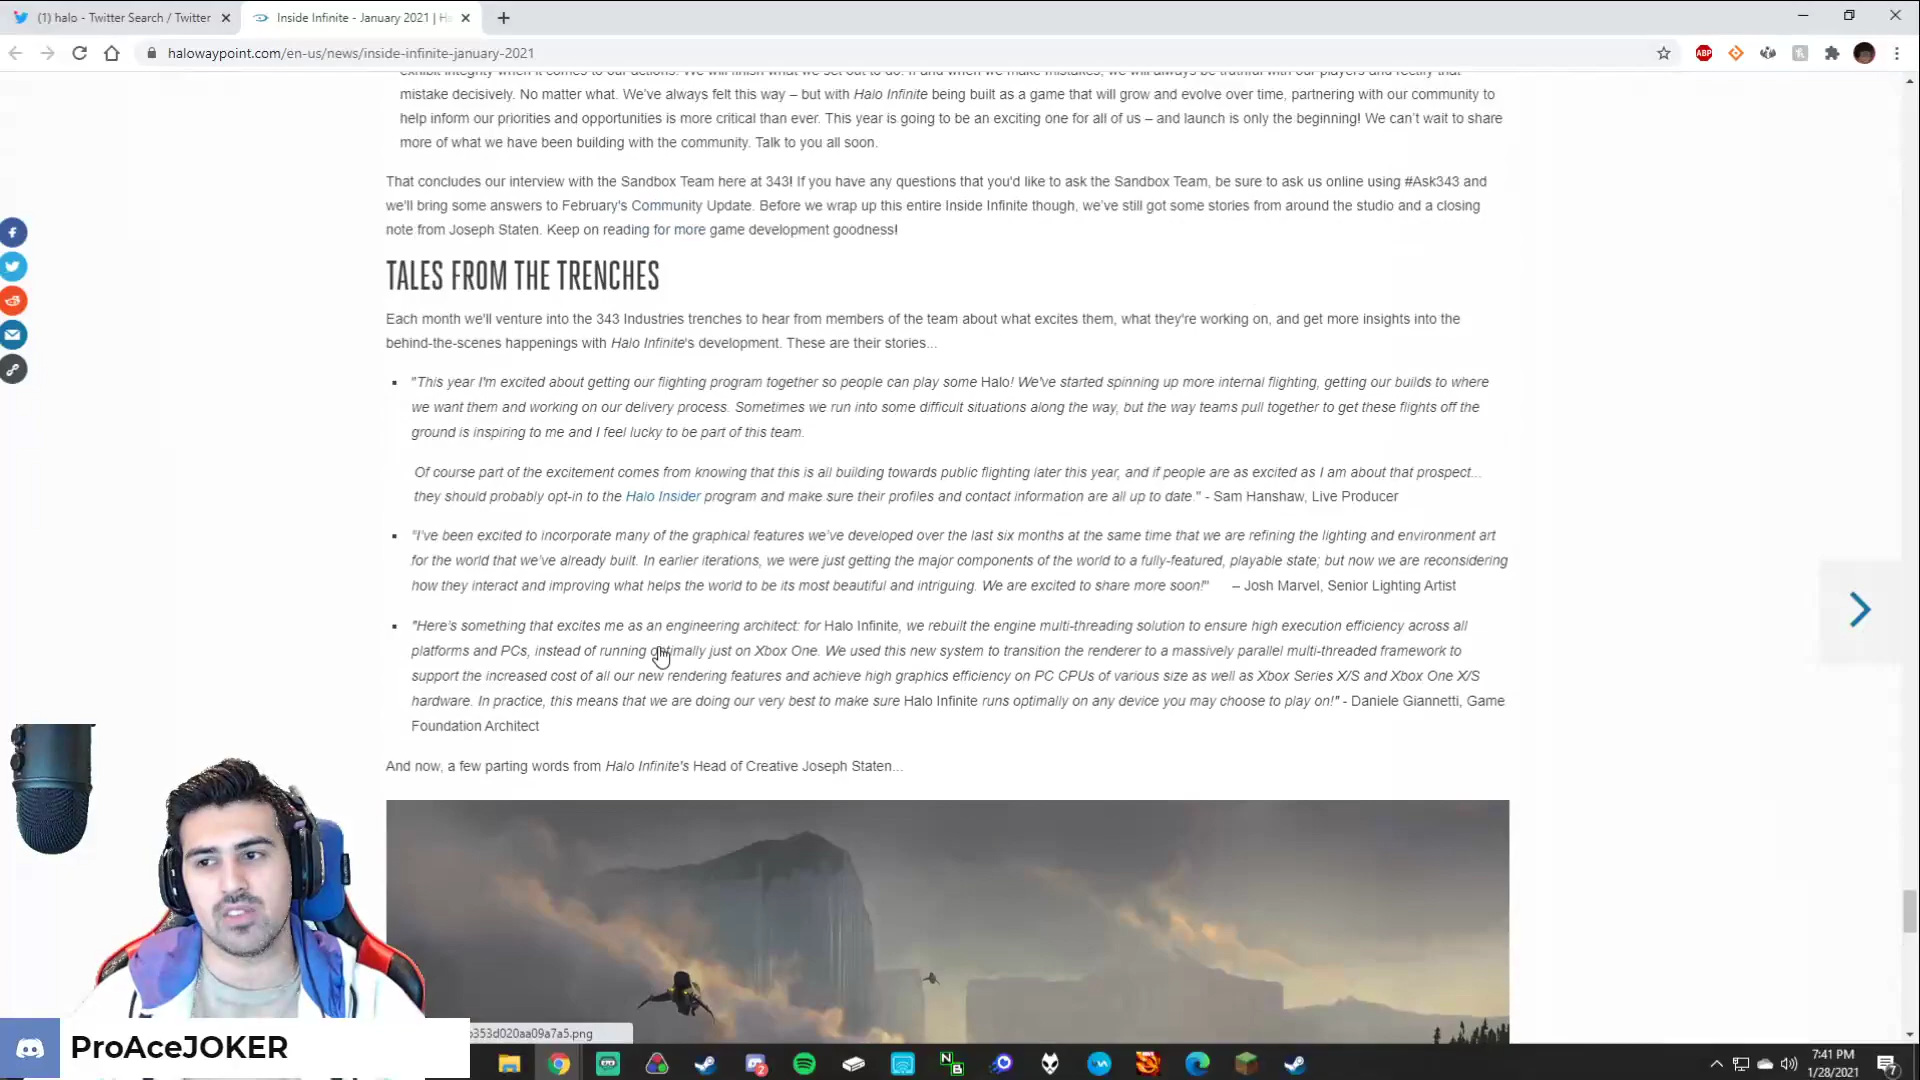 (1) halo - Twitter Search / Twitter
Inside Infinite - January 2021 | Ha
halowaypoint.com/en-us/news/inside-infinite-january-2021
ABP
exhibit integrity when it comes to our actions. We will finish what we set out to do. If and when we make mistakes, we will always be truthful with our players and rectify that
mistake decisively. No matter what. We've always felt this way – but with Halo Infinite being built as a game that will grow and evolve over time, partnering with our community to
help inform our priorities and opportunities is more critical than ever. This year is going to be an exciting one for all of us – and launch is only the beginning! We can't wait to share
more of what we have been building with the community. Talk to you all soon.
That concludes our interview with the Sandbox Team here at 343! If you have any questions that you'd like to ask the Sandbox Team, be sure to ask us online using #Ask343 and
we'll bring some answers to February's Community Update. Before we wrap up this entire Inside Infinite though, we've still got some stories from around the studio and a closing
note from Joseph Staten. Keep on reading for more game development goodness!
TALES FROM THE TRENCHES
Each month we'll venture into the 343 Industries trenches to hear from members of the team about what excites them, what they're working on, and get more insights into the
behind-the-scenes happenings with Halo Infinite's development. These are their stories...
"This year I'm excited about getting our flighting program together so people can play some Halo! We've started spinning up more internal flighting, getting our builds to where
we want them and working on our delivery process. Sometimes we run into some difficult situations along the way, but the way teams pull together to get these flights off the
ground is inspiring to me and I feel lucky to be part of this team.
Of course part of the excitement comes from knowing that this is all building towards public flighting later this year, and if people are as excited as I am about that prospect...
they should probably opt-in to the Halo Insider program and make sure their profiles and contact information are all up to date." - Sam Hanshaw, Live Producer
"I've been excited to incorporate many of the graphical features we've developed over the last six months at the same time that we are refining the lighting and environment art
for the world that we've already built. In earlier iterations, we were just getting the major components of the world to a fully-featured, playable state; but now we are reconsidering
how they interact and improving what helps the world to be its most beautiful and intriguing. We are excited to share more soon!" – Josh Marvel, Senior Lighting Artist
"Here's something that excites me as an engineering architect: for Halo Infinite, we rebuilt the engine multi-threading solution to ensure high execution efficiency across all
platforms and PCs, instead of running optimally just on Xbox One. We used this new system to transition the renderer to a massively parallel multi-threaded framework to
support the increased cost of all our new rendering features and achieve high graphics efficiency on PC CPUs of various size as well as Xbox Series X/S and Xbox One X/S
hardware. In practice, this means that we are doing our very best to make sure Halo Infinite runs optimally on any device you may choose to play on!" - Daniele Giannetti, Game
Foundation Architect
And now, a few parting words from Halo Infinite's Head of Creative Joseph Staten...
353d020aa09a7a5.png
ProAceJOKER
7:41 PM
1/28/2021